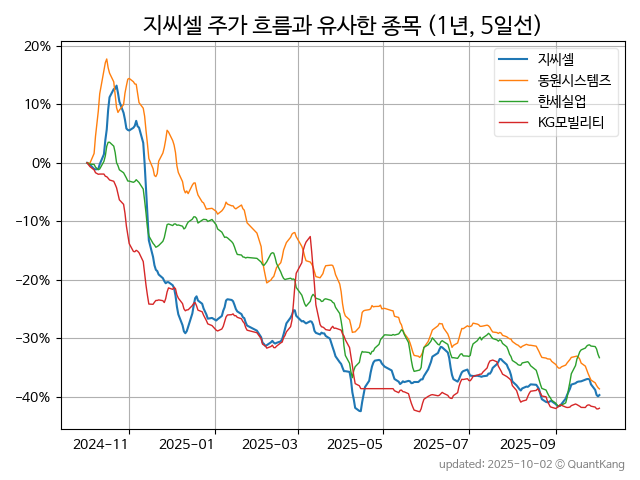 지씨셀 주가 흐름과 유사한 종목 (1년, 5일선)
20%
10%
0%
−10%
−20%
−30%
−40%
지씨셀
동원시스템즈
한세실업
KG모빌리티
2024-11
2025-01
2025-03
2025-05
2025-07
2025-09
updated: 2025-10-02 © QuantKang